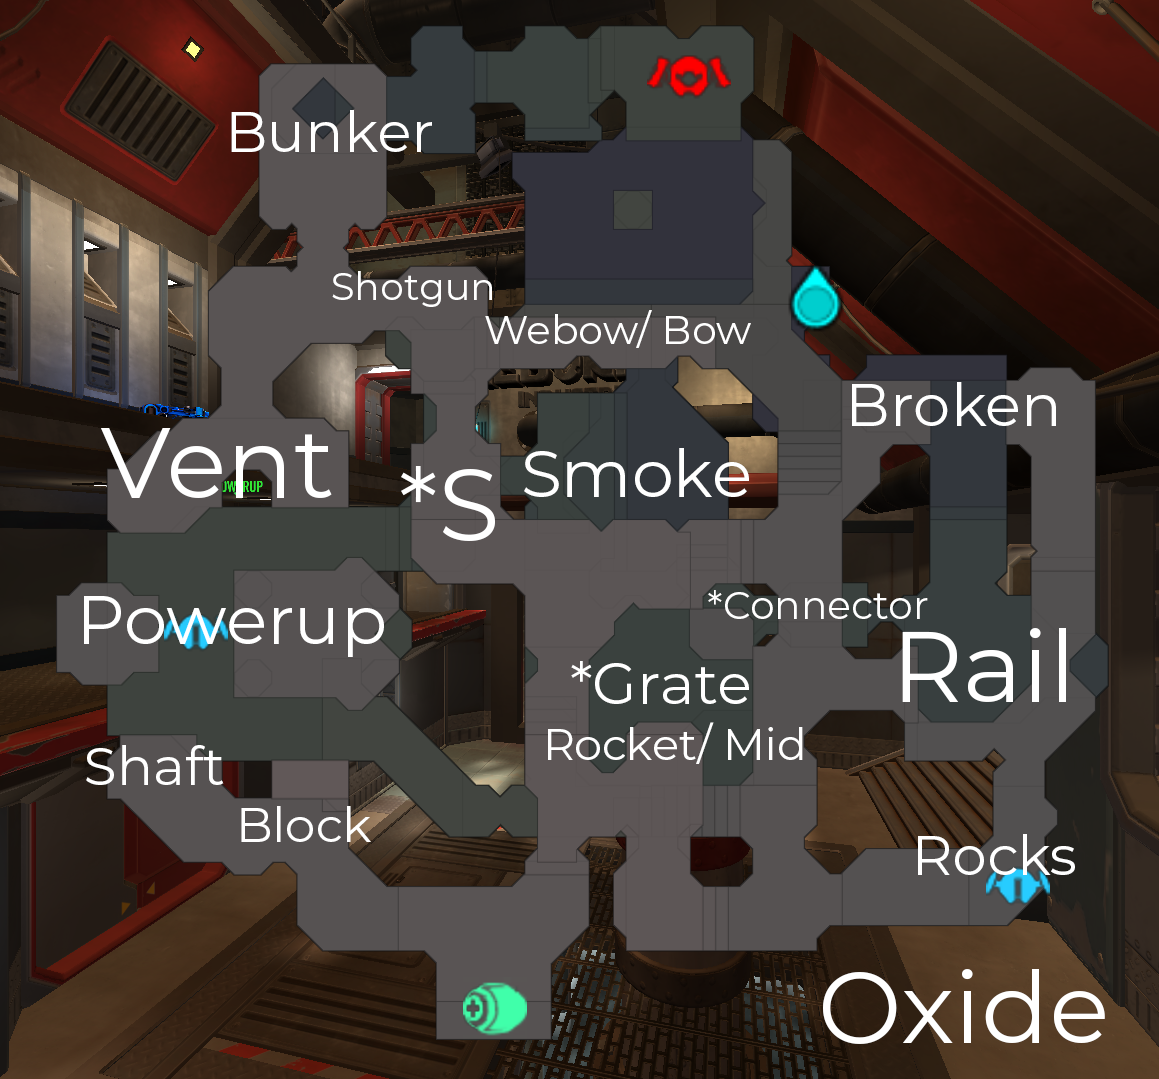 Bunker
Shotgun
Webow/ Bow
Broken
Vent
*S
Smoke
Powerup
*Connector
*Grate
Rail
Rocket/ Mid
Shaft
Block
Rocks
Oxide